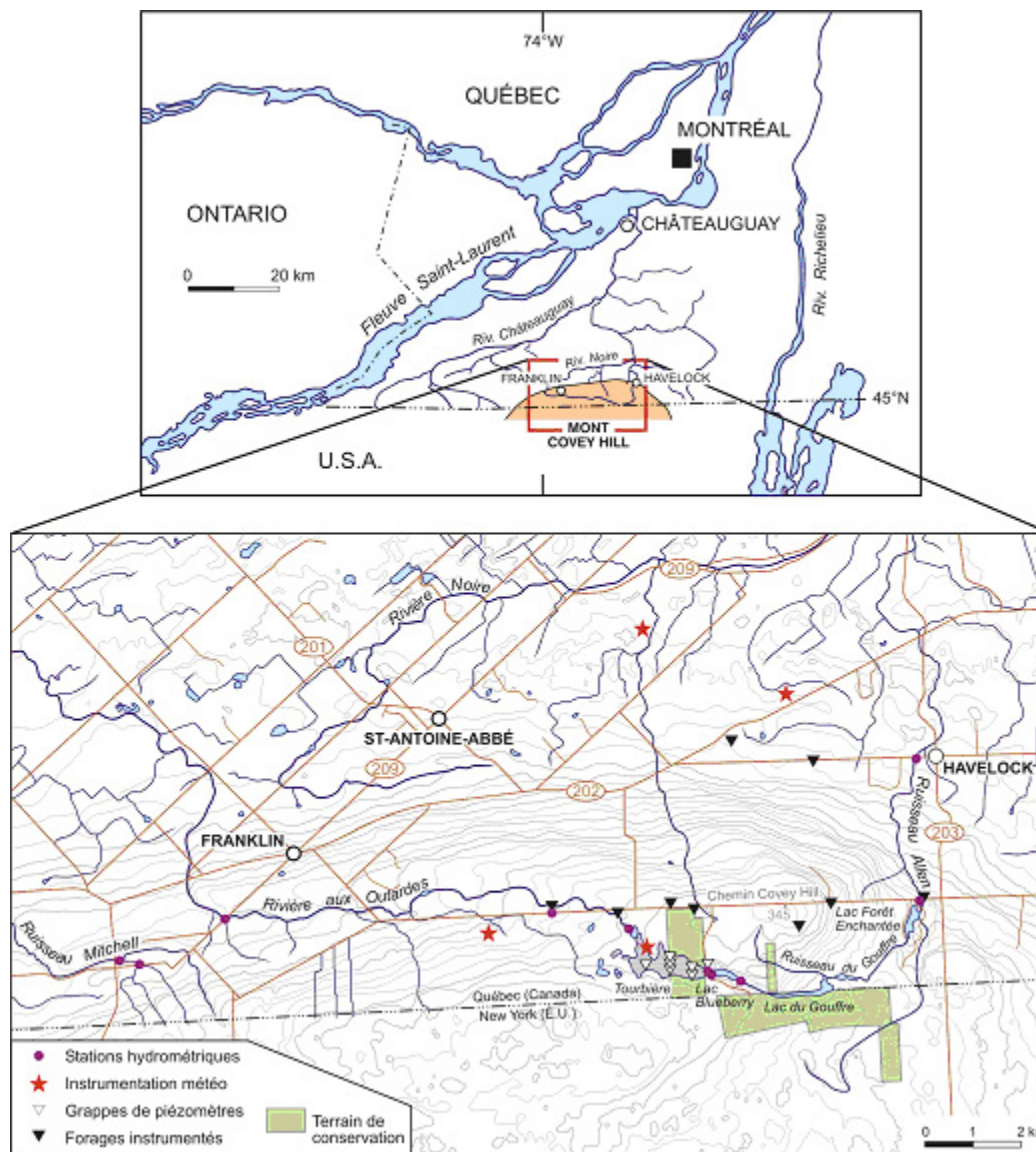 74°W
QUÉBEC
MONTRÉAL
ONTARIO
CHÂTEAUGUAY
0 20 km
Fleuve Saint-Laurent
Riv. Richelieu
Riv. Châteauguay
Riv. Noire
FRANKLIN
HAVELOCK
45°N
MONT
COVEY HILL
U.S.A.
209
Rivière Noire
201
ST-ANTOINE-ABBÉ
209
202
HAVELOCK
Ruisseau Allen
203
FRANKLIN
Rivière aux Outardes
Chemin Covey Hill
345
Lac Forêt
Enchantée
Ruisseau Mitchell
Ruisseau du Gouffre
Tourbière
Lac
Blueberry
Lac du Gouffre
Québec (Canada)
New York (E.U.)
Stations hydrométriques
Instrumentation météo
Grappes de piézomètres
Forages instrumentés
Terrain de
conservation
0 1 2 k